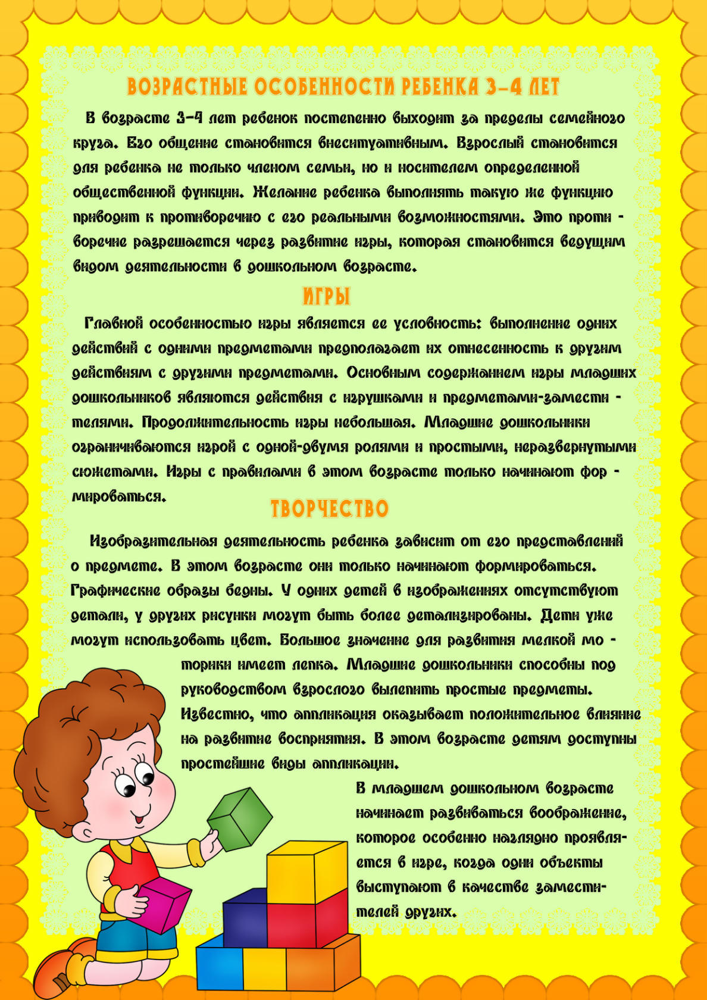 ВОЗРАСТНЫЕ ОСОБЕННОСТИ РЕБЕНКА 3-4 ЛЕТ
В возрасте 3-4 лет ребенок постепенно выходит за пределы семейного
круга. Его общение становится внеситуативным. Взрослый становится
для ребенка не только членом семьи, но и носителем определенной
общественной функции. Желание ребенка выполнять такую же функцию
приводит к противоречию с его реальными возможностями. Это проти -
воречие разрешается через развитие игры, которая становится ведущим
видом деятельности в дошкольном возрасте.
ИГРЫ
Главной особенностью игры является ее условность: выполнение одних
действий с одними предметами предполагает их отнесенность к другим
действиям с другими предметами. Основным содержанием игры младших
дошкольников являются действия с игрушками и предметами-замести -
телями. Продолжительность игры небольшая. Младшие дошкольники
ограничиваются игрой с одной-двумя ролями и простыми, неразвернутыми
сюжетами. Игры с правилами в этом возрасте только начинают фор -
мироваться.
ТВОРЧЕСТВО
Изобразительная деятельность ребенка зависит от его представлений
о предмете. В этом возрасте они только начинают формироваться.
Графические образы бедны. У одних детей в изображениях отсутствуют
детали, у других рисунки могут быть более детализированы. Дети уже
могут использовать цвет. Большое значение для развития мелкой мо -
торики имеет лепка. Младшие дошкольники способны под
руководством взрослого вылепить простые предметы.
Известно, что аппликация оказывает положительное влияние
на развитие восприятия. В этом возрасте детям доступны
простейшие виды аппликации.
В младшем дошкольном возрасте
начинает развиваться воображение,
которое особенно наглядно проявля-
ется в игре, когда одни объекты
выступают в качестве замести-
телей других.